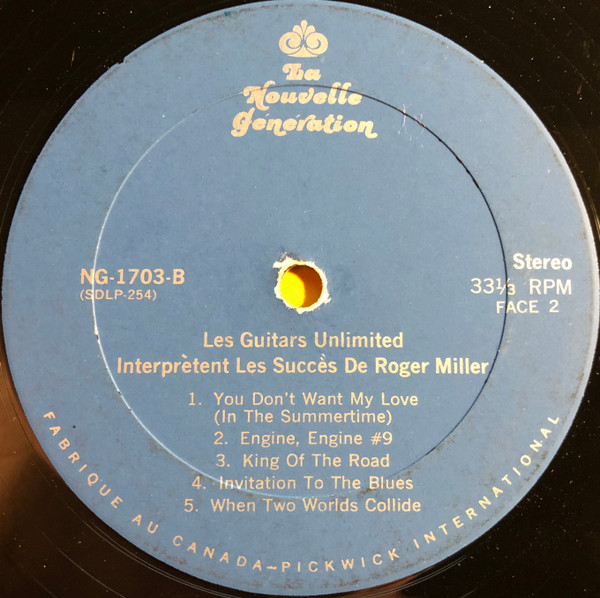 La
Nouvelle
Génération
NG-1703-B
(SDLP-254)
Stereo
33⅓ RPM
FACE 2
Les Guitars Unlimited
Interprètent Les Succès De Roger Miller
1. You Don't Want My Love
(In The Summertime)
2. Engine, Engine #9
3. King Of The Road
4. Invitation To The Blues
5. When Two Worlds Collide
FABRIQUE AU CANADA—PICKWICK INTERNATIONAL